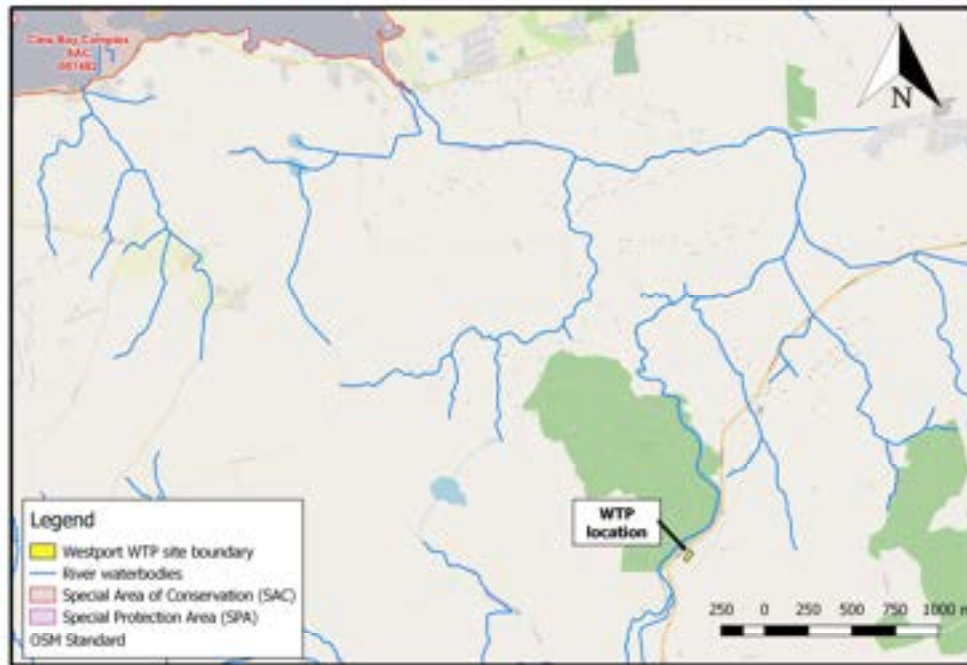 Clew Bay Complex
SAC
001482
N
WTP
location
Legend
Westport WTP site boundary
River waterbodies
Special Area of Conservation (SAC)
Special Protection Area (SPA)
OSM Standard
250 0 250 500 750 1000 m